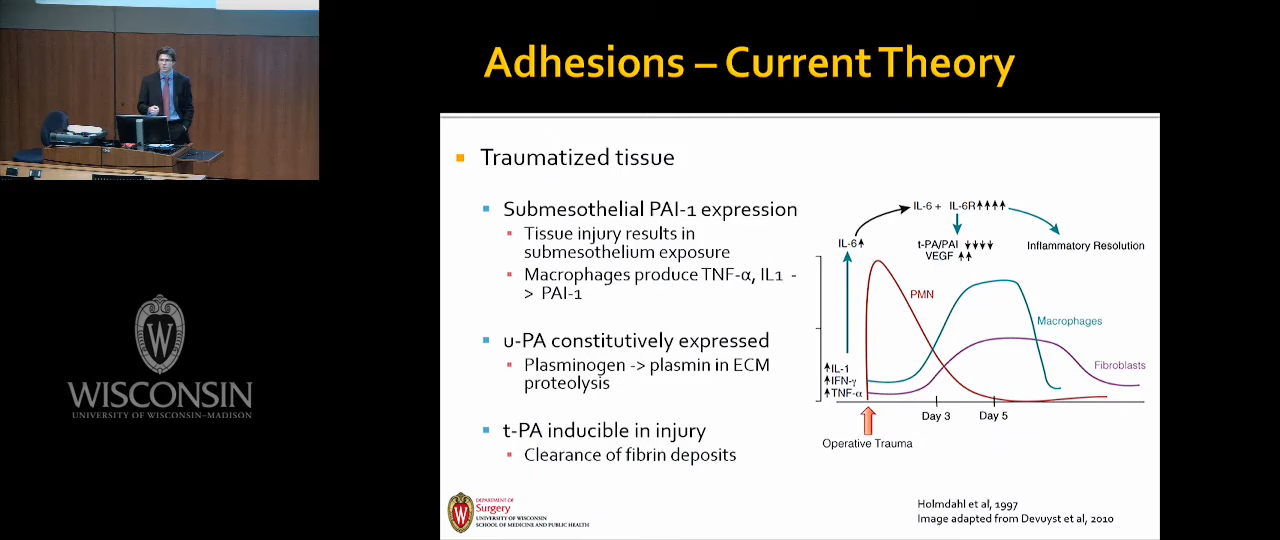 Adhesions – Current Theory
Traumatized tissue
Submesothelial PAI-1 expression
Tissue injury results in
submesothelium exposure
Macrophages produce TNF-α, IL1 -
> PAI-1
u-PA constitutively expressed
Plasminogen -> plasmin in ECM
proteolysis
t-PA inducible in injury
Clearance of fibrin deposits
IL-6 + IL-6R↑↑↑↑
IL-6↑
t-PA/PAI ↓↓↓↓
VEGF ↑↑
Inflammatory Resolution
PMN
Macrophages
Fibroblasts
↑IL-1
↑IFN-γ
↑TNF-α
Day 3
Day 5
Operative Trauma
Holmdahl et al, 1997
Image adapted from Devuyst et al, 2010
DEPARTMENT OF
Surgery
UNIVERSITY OF WISCONSIN
SCHOOL OF MEDICINE AND PUBLIC HEALTH
W
WISCONSIN
UNIVERSITY OF WISCONSIN–MADISON